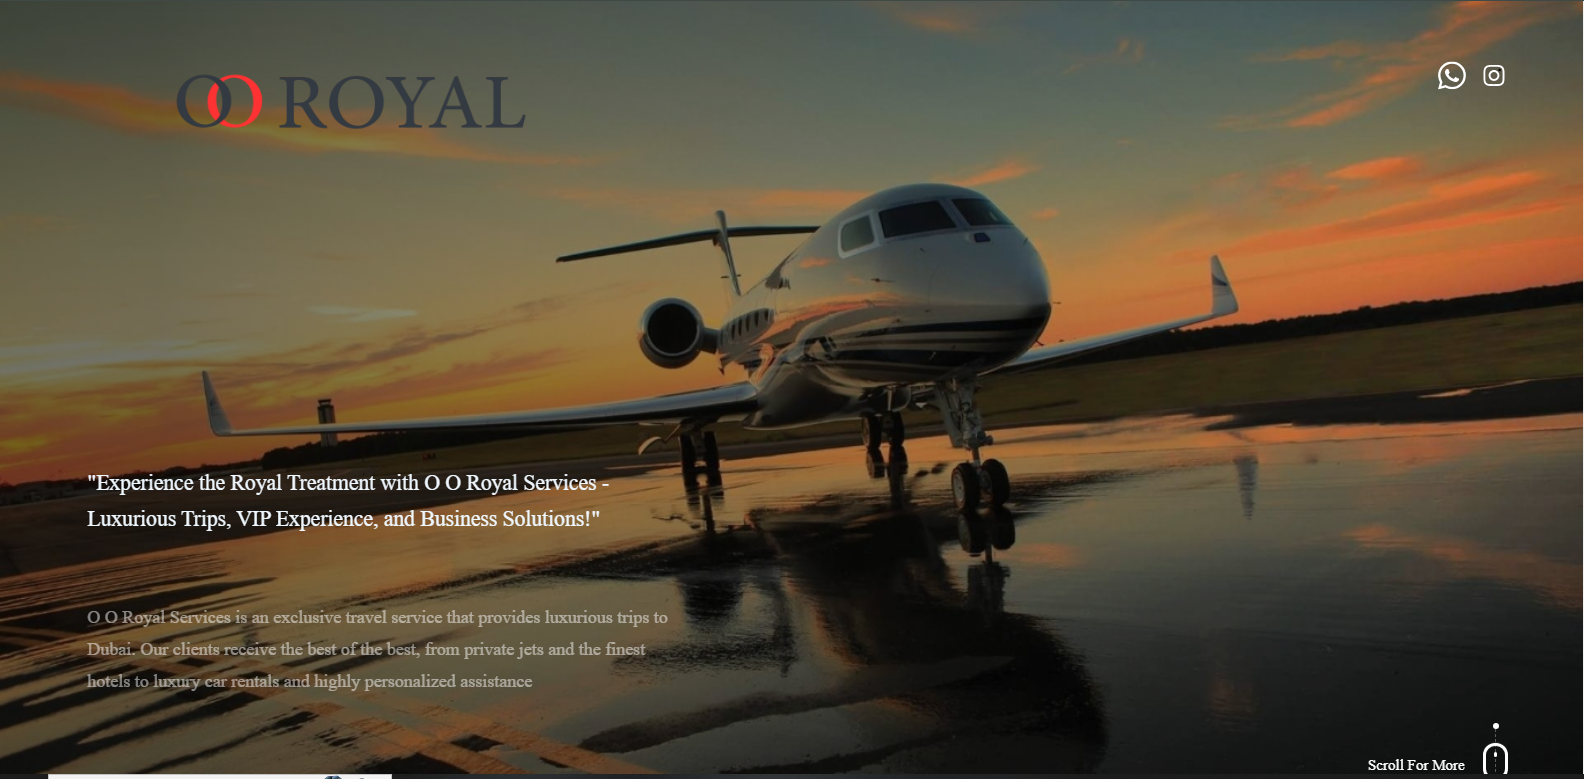 OO ROYAL
"Experience the Royal Treatment with O O Royal Services -
Luxurious Trips, VIP Experience, and Business Solutions!"
O O Royal Services is an exclusive travel service that provides luxurious trips to
Dubai. Our clients receive the best of the best, from private jets and the finest
hotels to luxury car rentals and highly personalized assistance
Scroll For More